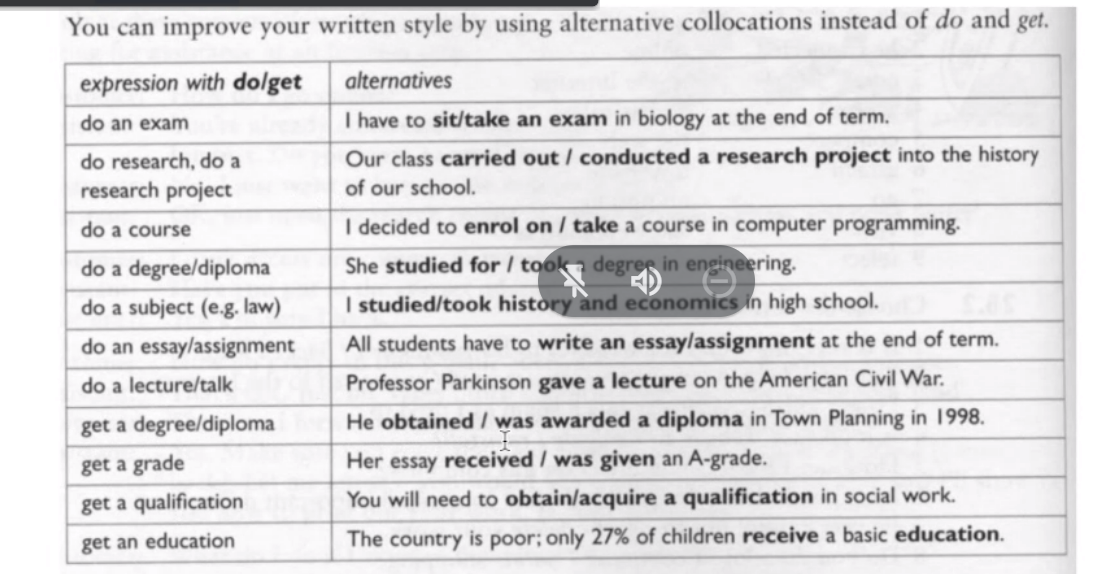 You can improve your written style by using alternative collocations instead of do and get.
expression with do/get alternatives
do an exam I have to sit/take an exam in biology at the end of term.
do research, do a research project Our class carried out / conducted a research project into the history
of our school.
do a course I decided to enrol on / take a course in computer programming.
do a degree/diploma She studied for / took a degree in engineering.
do a subject (e.g. law) I studied/took history and economics in high school.
do an essay/assignment All students have to write an essay/assignment at the end of term.
do a lecture/talk Professor Parkinson gave a lecture on the American Civil War.
get a degree/diploma He obtained / was awarded a diploma in Town Planning in 1998.
get a grade Her essay received / was given an A-grade.
get a qualification You will need to obtain/acquire a qualification in social work.
get an education The country is poor; only 27% of children receive a basic education.